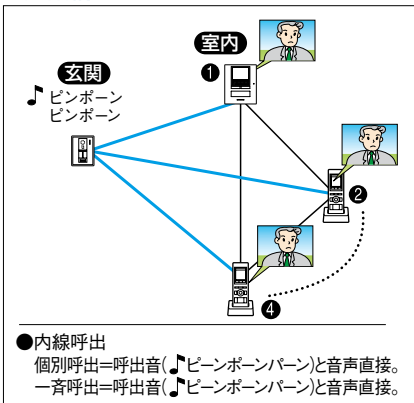 室内
❶
玄関
♪ピンポーン
ピンポーン
❷
❹
●内線呼出
個別呼出=呼出音(♪ピーンポーンパーン)と音声直接。
一斉呼出=呼出音(♪ピーンポーンパーン)と音声直接。